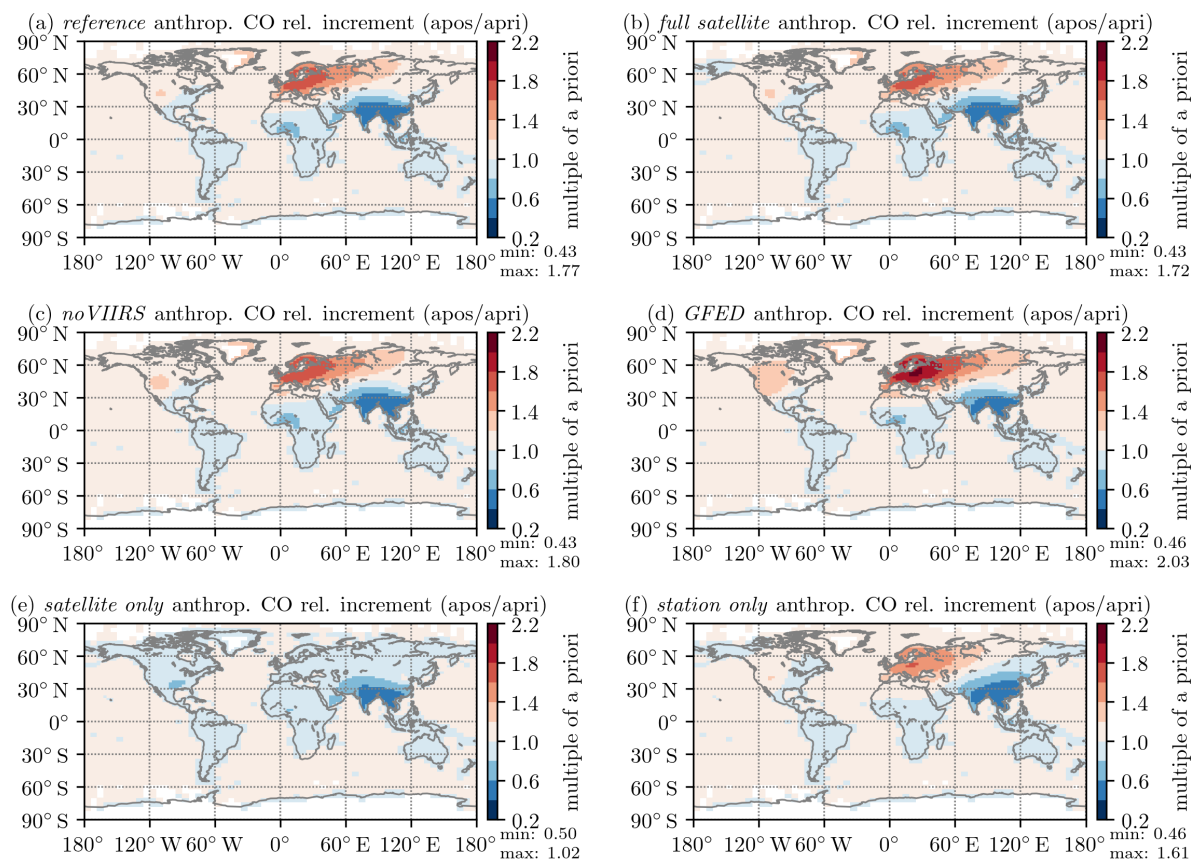 (a) reference anthrop. CO rel. increment (apos/apri)
90° N
60° N
30° N
0°
30° S
60° S
90° S
180° 120° W 60° W 0° 60° E 120° E 180°
2.2
1.8
1.4
1.0
0.6
0.2
multiple of a priori
min: 0.43
max: 1.77
(b) full satellite anthrop. CO rel. increment (apos/apri)
90° N
60° N
30° N
0°
30° S
60° S
90° S
180° 120° W 60° W 0° 60° E 120° E 180°
2.2
1.8
1.4
1.0
0.6
0.2
multiple of a priori
min: 0.43
max: 1.72
(c) noVIIRS anthrop. CO rel. increment (apos/apri)
90° N
60° N
30° N
0°
30° S
60° S
90° S
180° 120° W 60° W 0° 60° E 120° E 180°
2.2
1.8
1.4
1.0
0.6
0.2
multiple of a priori
min: 0.43
max: 1.80
(d) GFED anthrop. CO rel. increment (apos/apri)
90° N
60° N
30° N
0°
30° S
60° S
90° S
180° 120° W 60° W 0° 60° E 120° E 180°
2.2
1.8
1.4
1.0
0.6
0.2
multiple of a priori
min: 0.46
max: 2.03
(e) satellite only anthrop. CO rel. increment (apos/apri)
90° N
60° N
30° N
0°
30° S
60° S
90° S
180° 120° W 60° W 0° 60° E 120° E 180°
2.2
1.8
1.4
1.0
0.6
0.2
multiple of a priori
min: 0.50
max: 1.02
(f) station only anthrop. CO rel. increment (apos/apri)
90° N
60° N
30° N
0°
30° S
60° S
90° S
180° 120° W 60° W 0° 60° E 120° E 180°
2.2
1.8
1.4
1.0
0.6
0.2
multiple of a priori
min: 0.46
max: 1.61